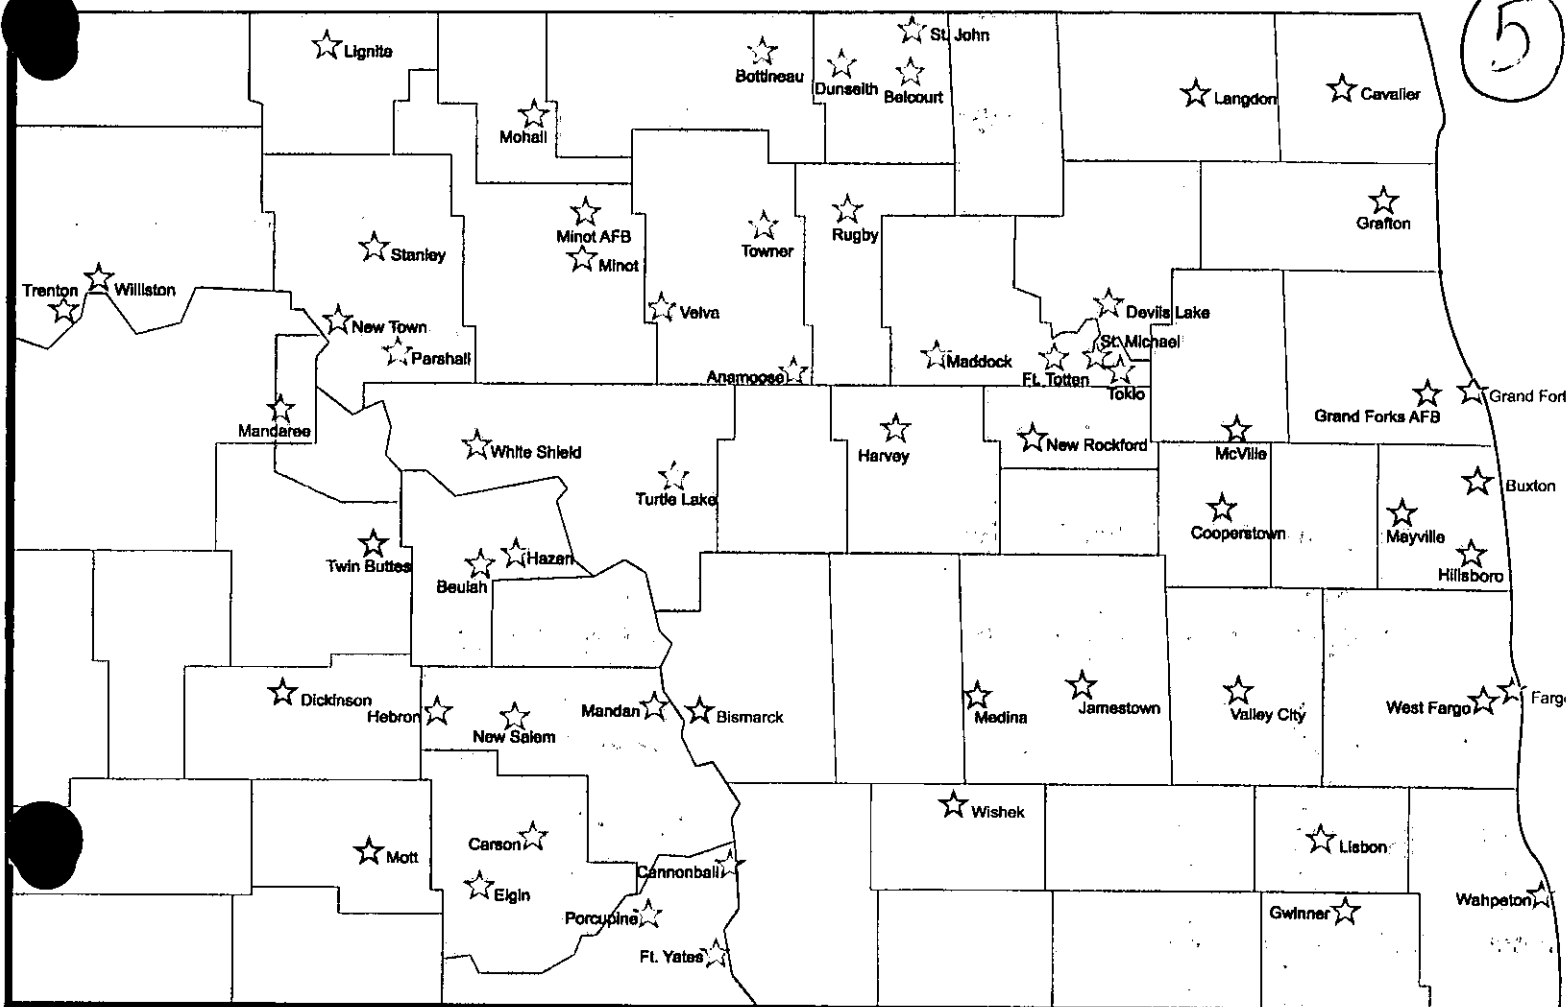 5
St. John
Lignite
Bottineau
Dunseith
Belcourt
Langdon
Cavalier
Mohall
Grafton
Minot AFB
Towner
Rugby
Stanley
Minot
Trenton
Williston
Velva
Devils Lake
New Town
St. Michael
Parshall
Maddock
Anamoose
Ft. Totten
Tokio
Grand For
Grand Forks AFB
Mandaree
White Shield
Harvey
New Rockford
McVille
Turtle Lake
Buxton
Cooperstown
Mayville
Twin Buttes
Hazen
Beulah
Hillsboro
Dickinson
Hebron
New Salem
Mandan
Bismarck
Medina
Jamestown
Valley City
West Fargo
Farg
Wishek
Carson
Mott
Lisbon
Cannonball
Elgin
Wahpeton
Porcupine
Gwinner
Ft. Yates